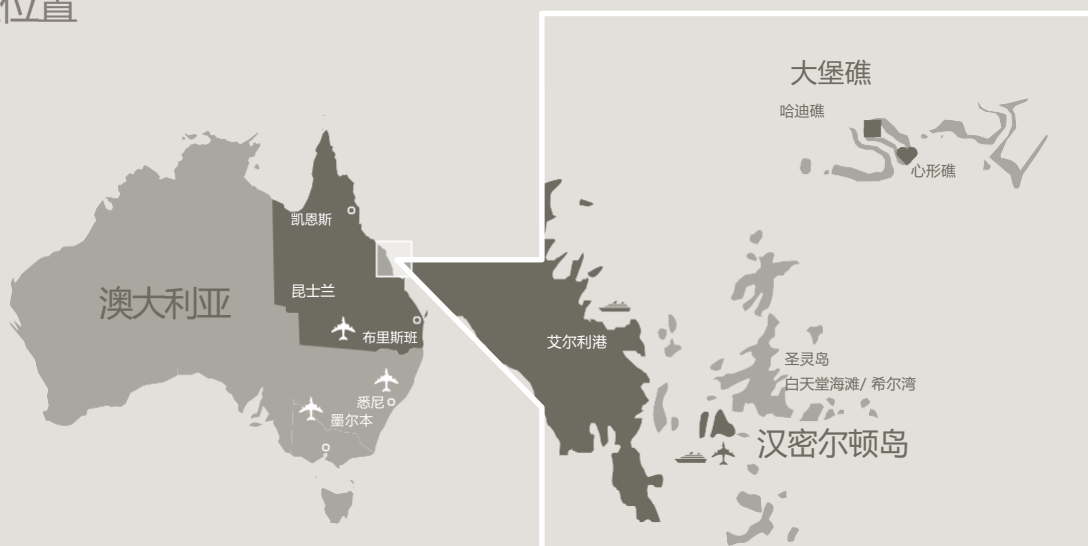 位置
大堡礁
哈迪礁
心形礁
凯恩斯
昆士兰
澳大利亚
布里斯班
艾尔利港
圣灵岛
白天堂海滩/ 希尔湾
悉尼
墨尔本
汉密尔顿岛